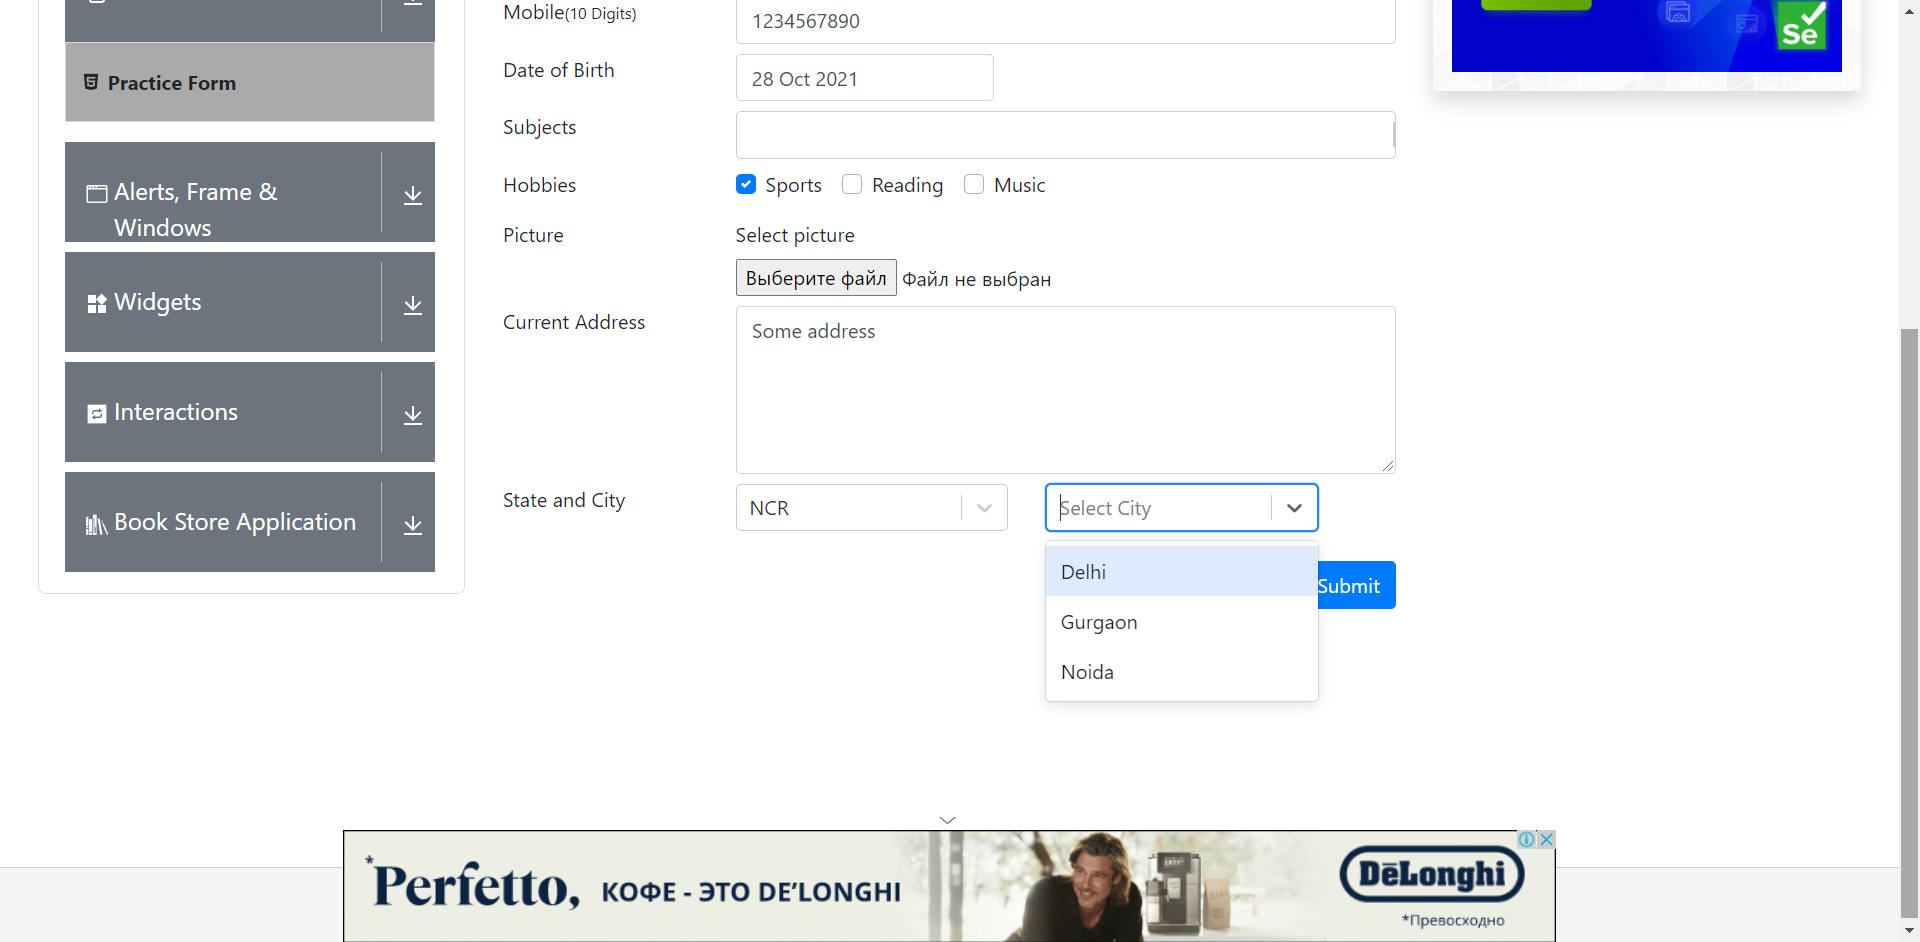 Mobile(10 Digits)
1234567890
Se
Practice Form
Date of Birth
28 Oct 2021
Subjects
Alerts, Frame &
Windows
Hobbies
Sports
Reading
Music
Picture
Select picture
Выберите файл
Файл не выбран
Widgets
Current Address
Some address
Interactions
State and City
NCR
Select City
Book Store Application
Delhi
Gurgaon
Noida
Submit
*Perfetto,
КОФЕ - ЭТО DE'LONGHI
DēLonghi
*Превосходно